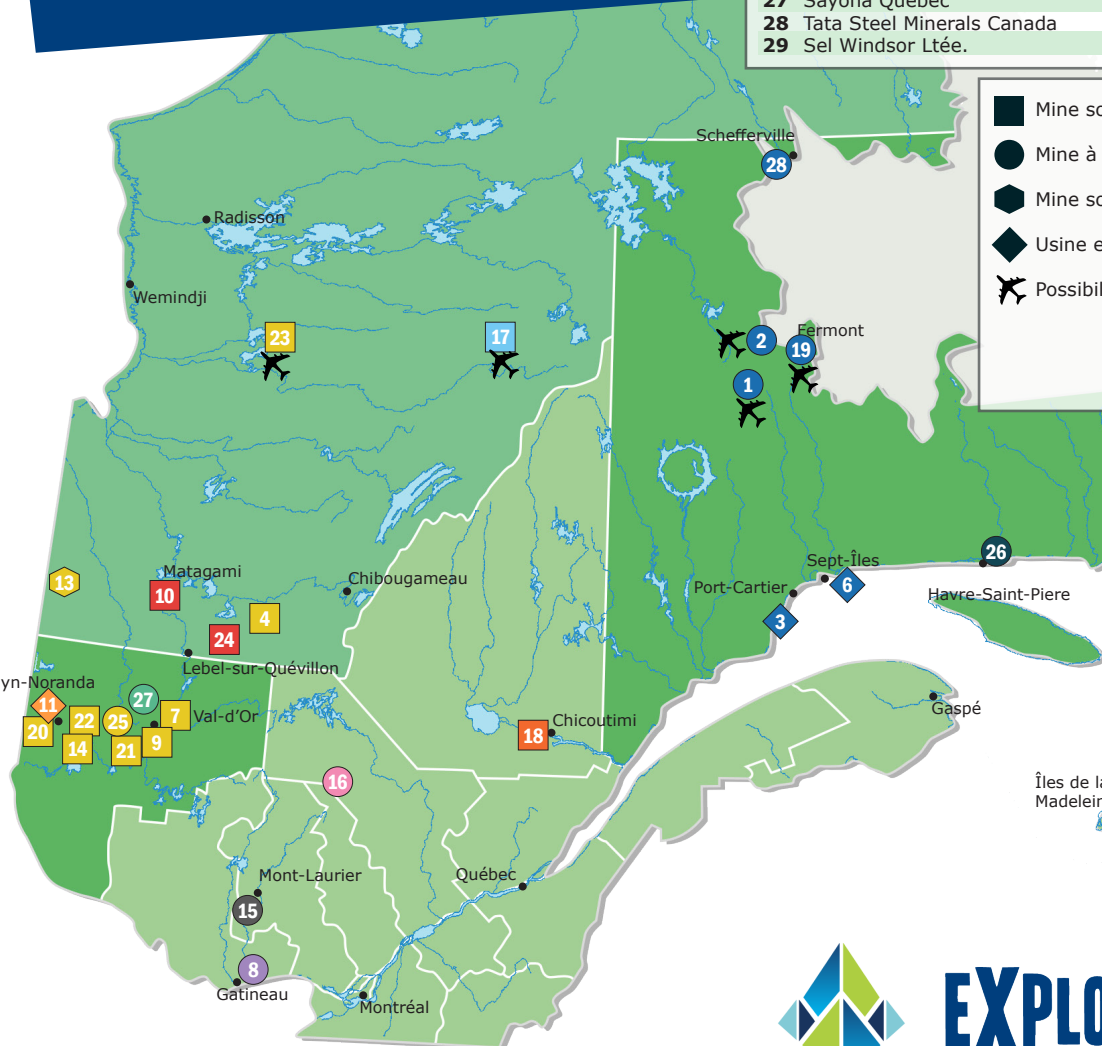 27 Sayona Québec
28 Tata Steel Minerals Canada
29 Sel Windsor Ltée.
Mine so
Mine à
Mine so
Usine e
Possibil
Schefferville
28
Radisson
Wemindji
23
17
2
Fermont
19
1
13
Matagami
10
Chibougameau
4
24
Lebel-sur-Quévillon
Sept-Îles
6
Port-Cartier
3
26
Havre-Saint-Piere
yn-Noranda
11
27
20
22
25
7
Val-d’Or
14
21
9
18
Chicoutimi
Gaspé
16
Îles de la
Madelein
Mont-Laurier
15
Québec
8
Gatineau
Montréal
EXPLO